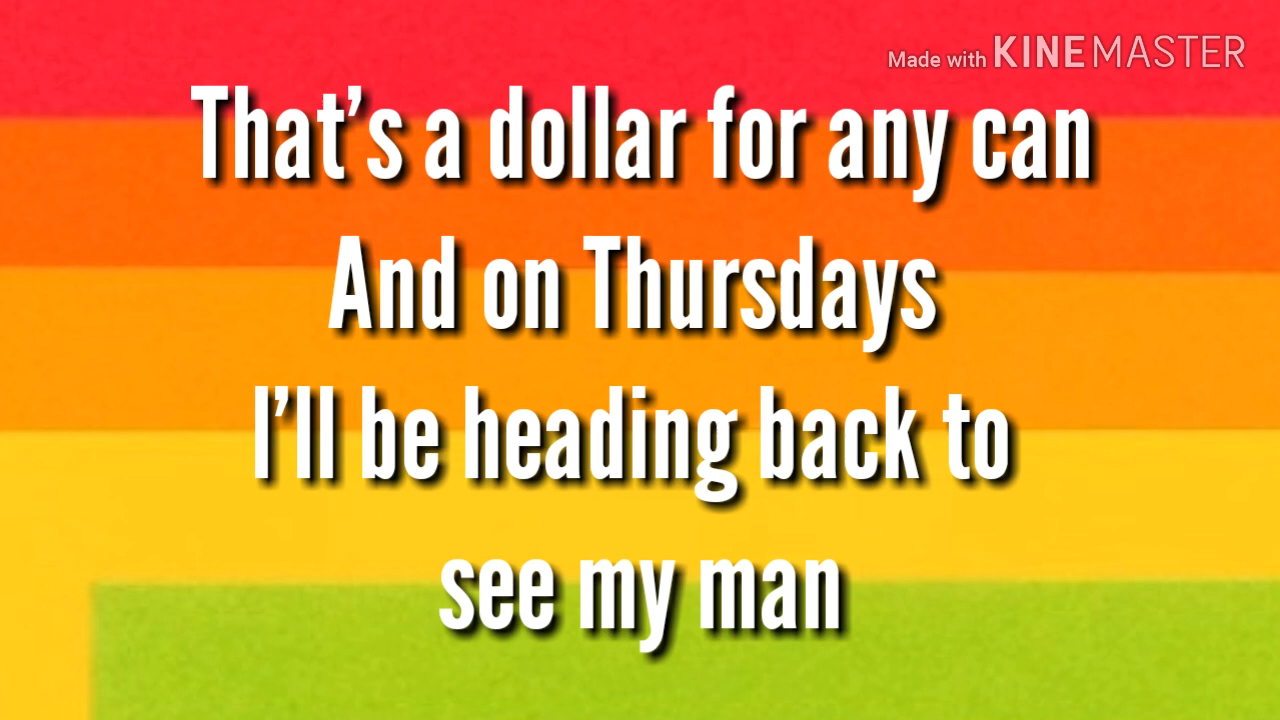 Made with KINEMASTER
That's a dollar for any can
And on Thursdays
I'll be heading back to
see my man